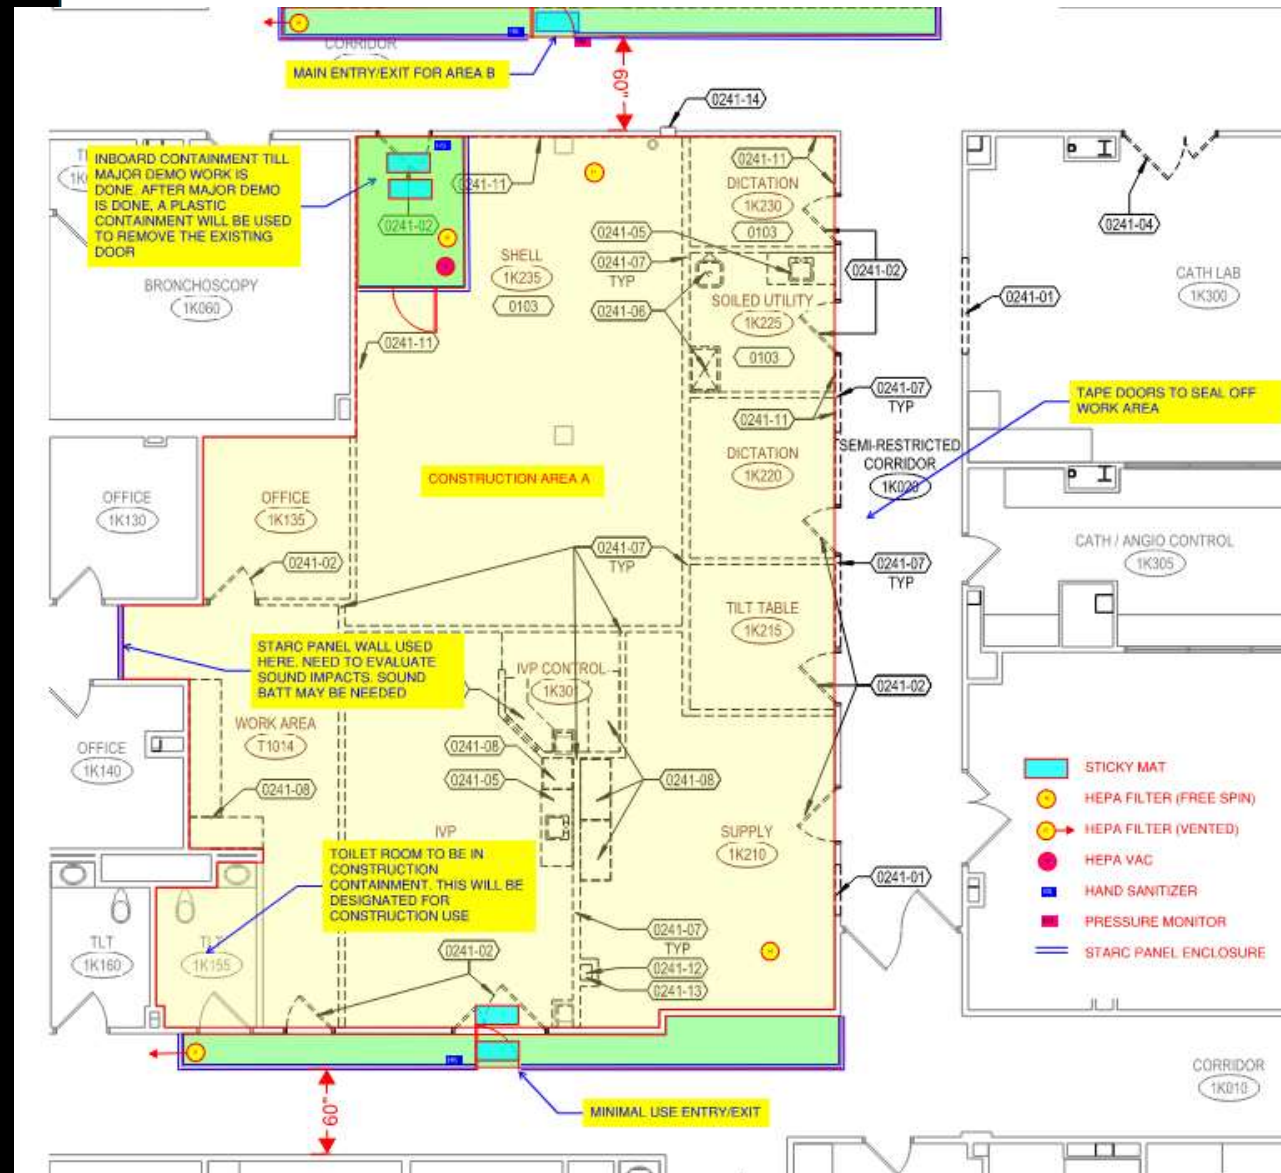 CORRIDOR
MAIN ENTRY/EXIT FOR AREA B
60"
0241-14
INBOARD CONTAINMENT TILL
MAJOR DEMO WORK IS
DONE. AFTER MAJOR DEMO
IS DONE, A PLASTIC
CONTAINMENT WILL BE USED
TO REMOVE THE EXISTING
DOOR
HS
0241-02
0241-11
0241-11
DICTATION
1K230
0103
0241-04
BRONCHOSCOPY
1K060
SHELL
1K235
0103
0241-05
0241-07
TYP
0241-06
SOILED UTILITY
1K225
0103
0241-02
0241-01
CATH LAB
1K300
0241-11
0241-07
TYP
0241-11
TAPE DOORS TO SEAL OFF
WORK AREA
SEMI-RESTRICTED
CORRIDOR
1K020
DICTATION
1K220
CONSTRUCTION AREA A
OFFICE
1K130
OFFICE
1K135
0241-02
0241-07
TYP
0241-07
TYP
CATH / ANGIO CONTROL
1K305
TILT TABLE
1K215
STARC PANEL WALL USED
HERE. NEED TO EVALUATE
SOUND IMPACTS. SOUND
BATT MAY BE NEEDED
IVP CONTROL
1K301
0241-02
WORK AREA
T1014
OFFICE
1K140
0241-08
0241-05
0241-08
0241-08
IVP
SUPPLY
1K210
STICKY MAT
HEPA FILTER (FREE SPIN)
HEPA FILTER (VENTED)
HEPA VAC
HAND SANITIZER
PRESSURE MONITOR
STARC PANEL ENCLOSURE
TOILET ROOM TO BE IN
CONSTRUCTION
CONTAINMENT. THIS WILL BE
DESIGNATED FOR
CONSTRUCTION USE
0241-01
TLT
1K160
1K155
0241-02
0241-07
TYP
0241-12
0241-13
HS
60"
MINIMAL USE ENTRY/EXIT
CORRIDOR
1K010